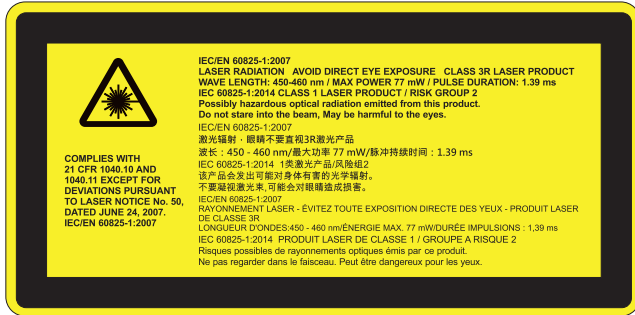 COMPLIES WITH
21 CFR 1040.10 AND
1040.11 EXCEPT FOR
DEVIATIONS PURSUANT
TO LASER NOTICE No. 50,
DATED JUNE 24, 2007.
IEC/EN 60825-1:2007
IEC/EN 60825-1:2007
LASER RADIATION AVOID DIRECT EYE EXPOSURE CLASS 3R LASER PRODUCT
WAVE LENGTH: 450-460 nm / MAX POWER 77 mW / PULSE DURATION: 1.39 ms
IEC 60825-1:2014 CLASS 1 LASER PRODUCT / RISK GROUP 2
Possibly hazardous optical radiation emitted from this product.
Do not stare into the beam, May be harmful to the eyes.
IEC/EN 60825-1:2007
激光辐射，眼睛不要直视3R激光产品
波长：450 - 460 nm/最大功率 77 mW/脉冲持续时间：1.39 ms
IEC 60825-1:2014 1类激光产品/风险组2
该产品会发出可能对身体有害的光学辐射。
不要凝视激光束,可能会对眼睛造成损害。
IEC/EN 60825-1:2007
RAYONNEMENT LASER - ÉVITEZ TOUTE EXPOSITION DIRECTE DES YEUX - PRODUIT LASER
DE CLASSE 3R
LONGUEUR D'ONDES:450 - 460 nm/ÉNERGIE MAX. 77 mW/DURÉE IMPULSIONS : 1,39 ms
IEC 60825-1:2014 PRODUIT LASER DE CLASSE 1 / GROUPE A RISQUE 2
Risques possibles de rayonnements optiques émis par ce produit.
Ne pas regarder dans le faisceau. Peut être dangereux pour les yeux.